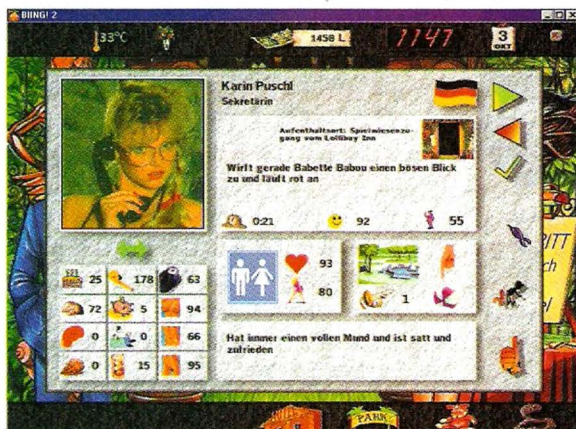 BIING! 2
33°C
1458 L
1147
3
OKT
Karin Puschl
Sekretärin
Aufenthaltsort: Spielwiesenzu-
gang vom Lollibay Inn
Wirft gerade Babette Babou einen bösen Blick
zu und läuft rot an
0:21
92
55
25
178
63
93
72
5
94
80
1
0
0
66
0
15
95
Hat immer einen vollen Mund und ist satt und
zufrieden
PARK